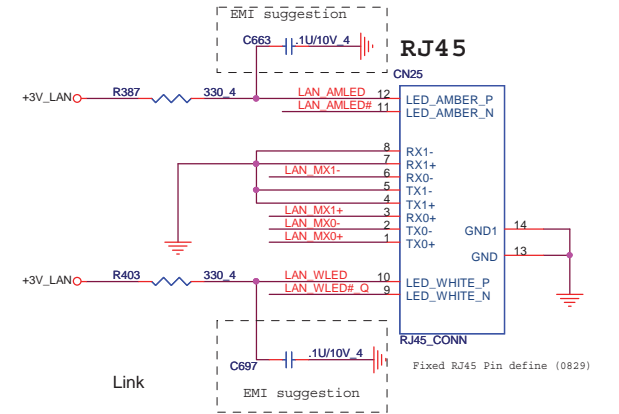 EMI suggestion
C663 .1U/10V_4
RJ45
CN25
+3V_LAN R387 330_4 LAN_AMLED 12 LED_AMBER_P
LAN_AMLED# 11 LED_AMBER_N
8 RX1-
7 RX1+
LAN_MX1- 6 RX0-
5 TX1-
4 TX1+
LAN_MX1+ 3 RX0+
LAN_MX0- 2 TX0-
LAN_MX0+ 1 TX0+
GND1 14
GND 13
+3V_LAN R403 330_4 LAN_WLED 10 LED_WHITE_P
LAN_WLED#_Q 9 LED_WHITE_N
RJ45_CONN
C697 .1U/10V_4
Fixed RJ45 Pin define (0829)
Link
EMI suggestion